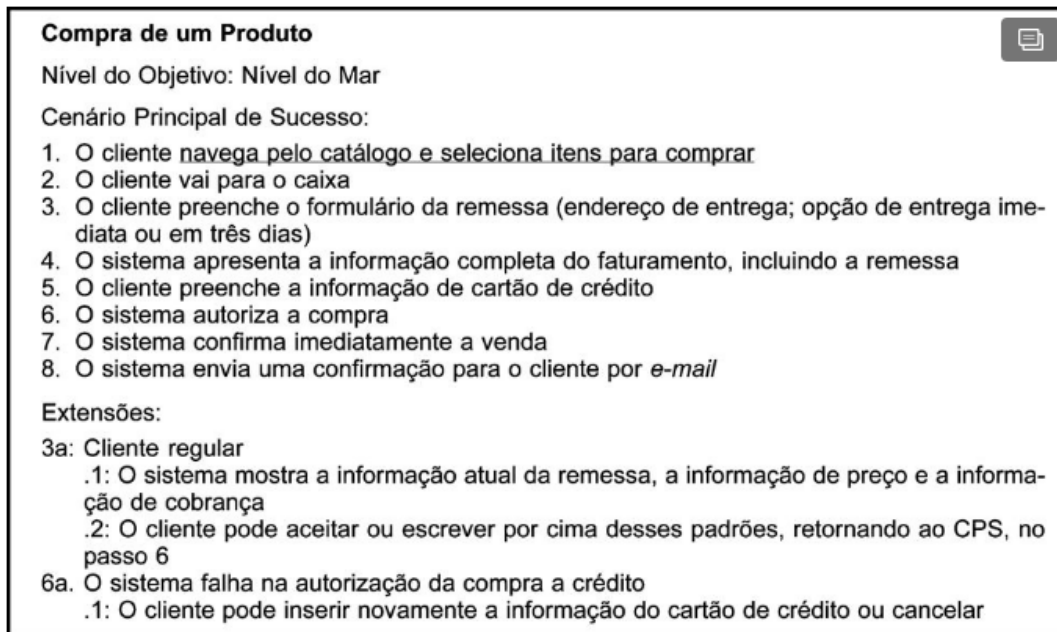 Compra de um Produto
Nível do Objetivo: Nível do Mar
Cenário Principal de Sucesso:
1. O cliente navega pelo catálogo e seleciona itens para comprar
2. O cliente vai para o caixa
3. O cliente preenche o formulário da remessa (endereço de entrega; opção de entrega ime-
diata ou em três dias)
4. O sistema apresenta a informação completa do faturamento, incluindo a remessa
5. O cliente preenche a informação de cartão de crédito
6. O sistema autoriza a compra
7. O sistema confirma imediatamente a venda
8. O sistema envia uma confirmação para o cliente por e-mail
Extensões:
3a: Cliente regular
.1: O sistema mostra a informação atual da remessa, a informação de preço e a informa-
ção de cobrança
.2: O cliente pode aceitar ou escrever por cima desses padrões, retornando ao CPS, no
passo 6
6a. O sistema falha na autorização da compra a crédito
.1: O cliente pode inserir novamente a informação do cartão de crédito ou cancelar